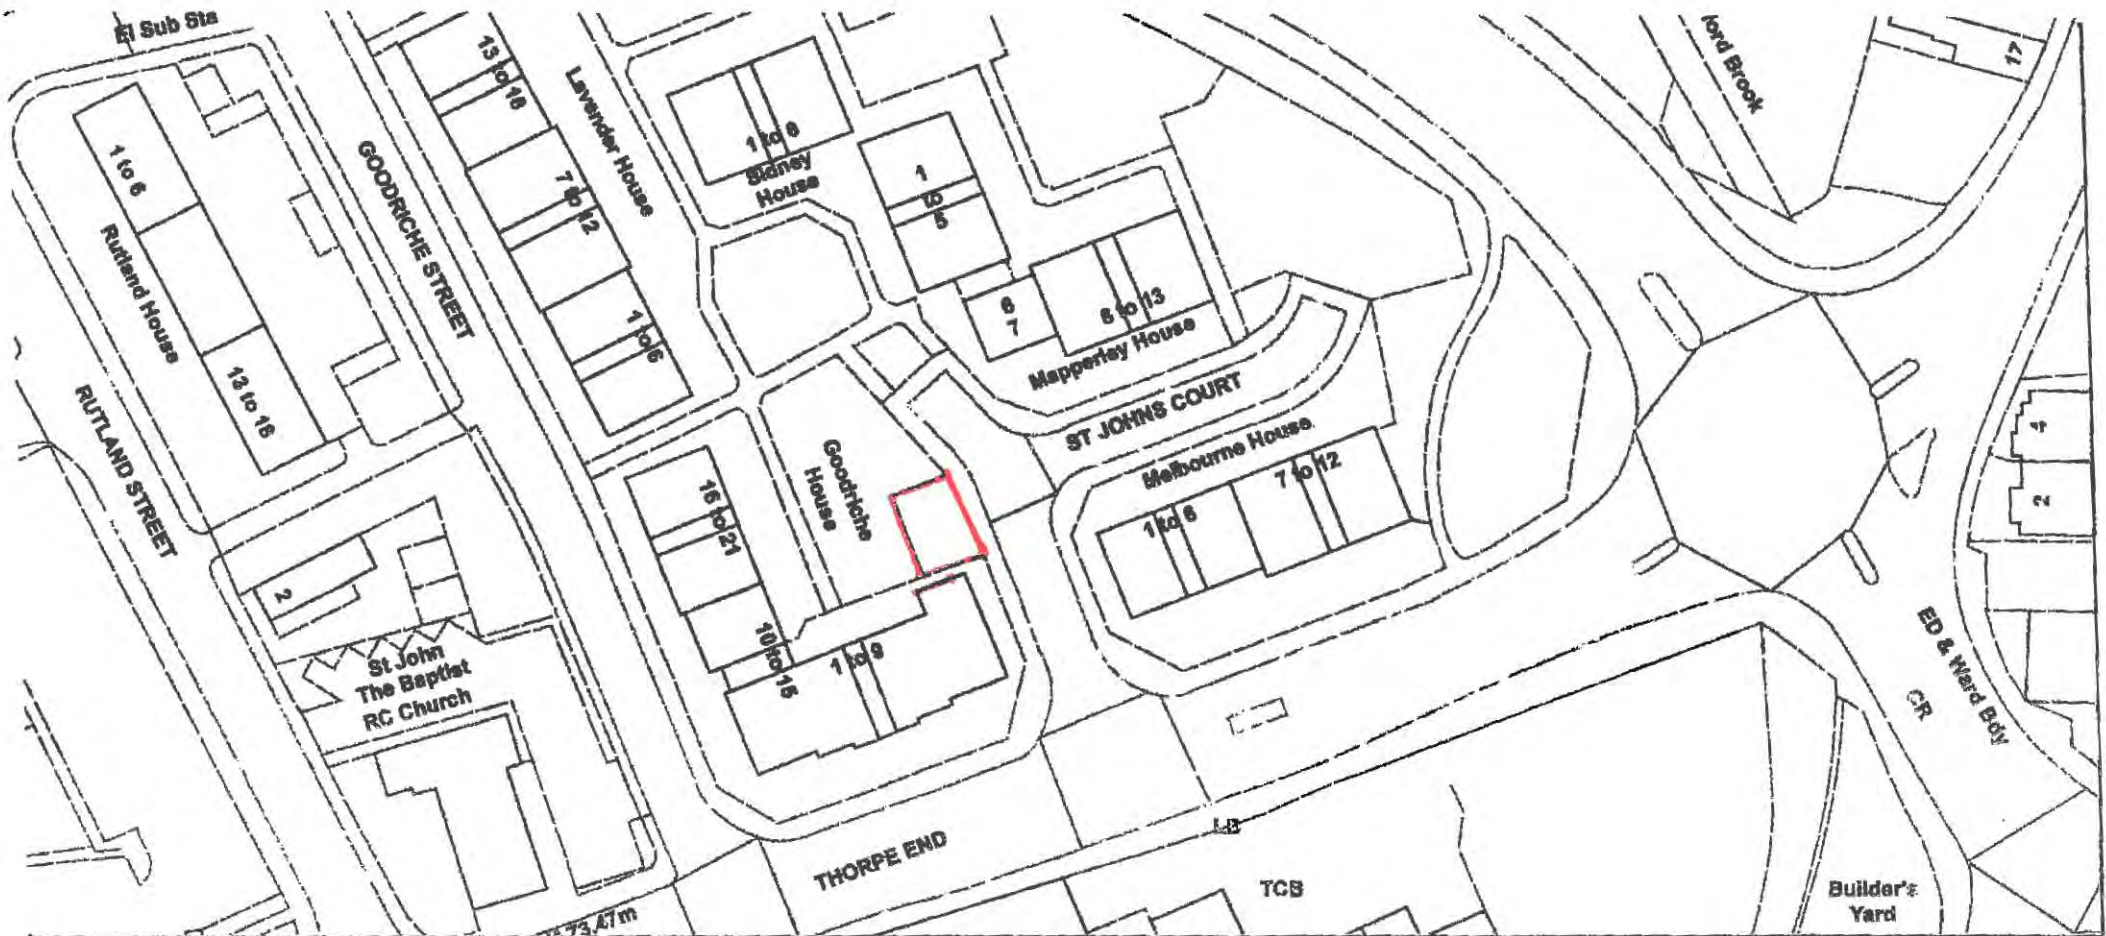 El Sub Sta
13 to 18
Lavender House
1 to 8
Sidney
House
ford Brook
17
1 to 6
GOODRICHE STREET
7 to 12
1
to
5
Rutland House
6
7
8 to 13
Mapperley House
1 to 6
13 to 18
RUTLAND STREET
ST JOHNS COURT
Melbourne House
7 to 12
1 to 6
Goodriche
House
16 to 21
4
2
2
10 to 15
1 to 9
St John
The Baptist
RC Church
ED & Ward Bdy
CR
THORPE END
LB
TCB
Builder's
Yard
73.47m